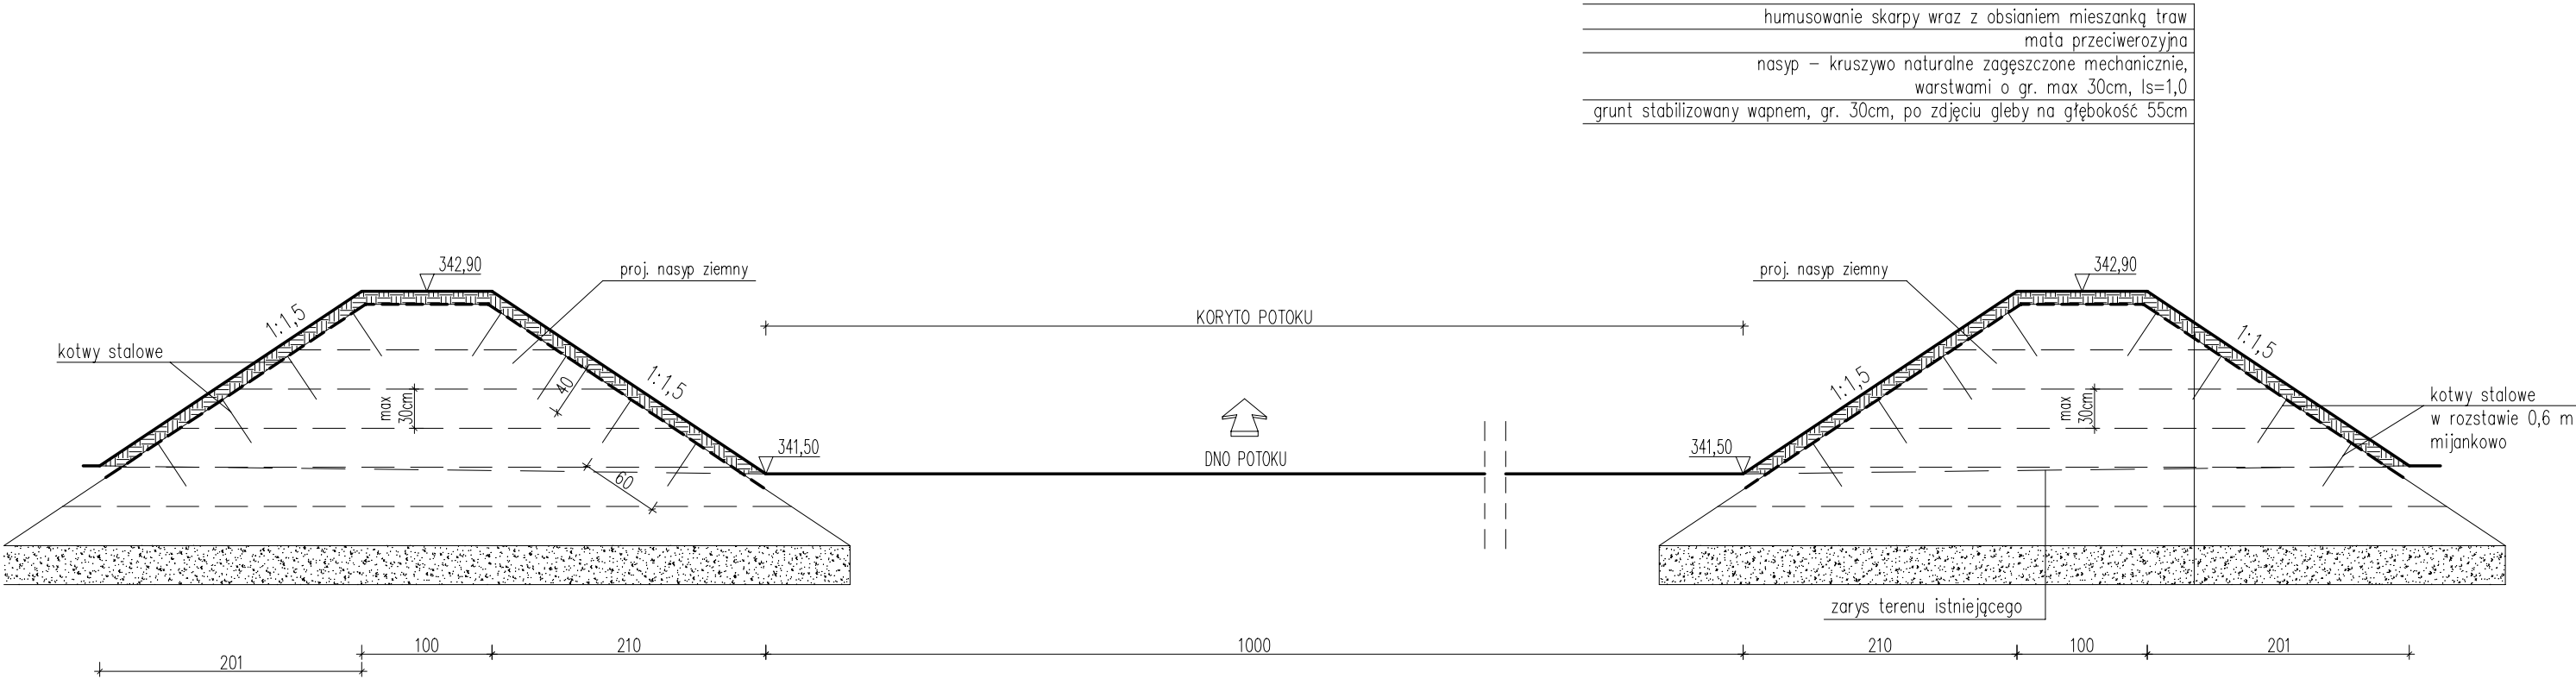 humusowanie skarpy wraz z obsianiem mieszanką traw
mata przeciwerozyjna
nasyp – kruszywo naturalne zagęszczone mechanicznie,
warstwami o gr. max 30cm, Is=1,0
grunt stabilizowany wapnem, gr. 30cm, po zdjęciu gleby na głębokość 55cm
342,90
proj. nasyp ziemny
1:1,5
kotwy stalowe
1:1,5
40
max
30cm
60
KORYTO POTOKU
341,50
DNO POTOKU
341,50
proj. nasyp ziemny
342,90
1:1,5
1:1,5
max
30cm
kotwy stalowe
w rozstawie 0,6 m
mijankowo
zarys terenu istniejącego
201
100
210
1000
210
100
201